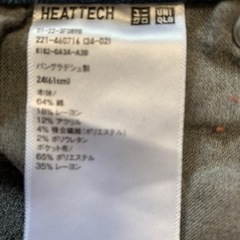 HEATTECH
UNI
QLO
221-460716 (34-02)
バングラデシュ製
24(61cm)
本体/
64% 綿
18% レーヨン
12% アクリル
4% 複合繊維(ポリエステル)
2% ポリウレタン
ポケット布/
65% ポリエステル
35% レーヨン